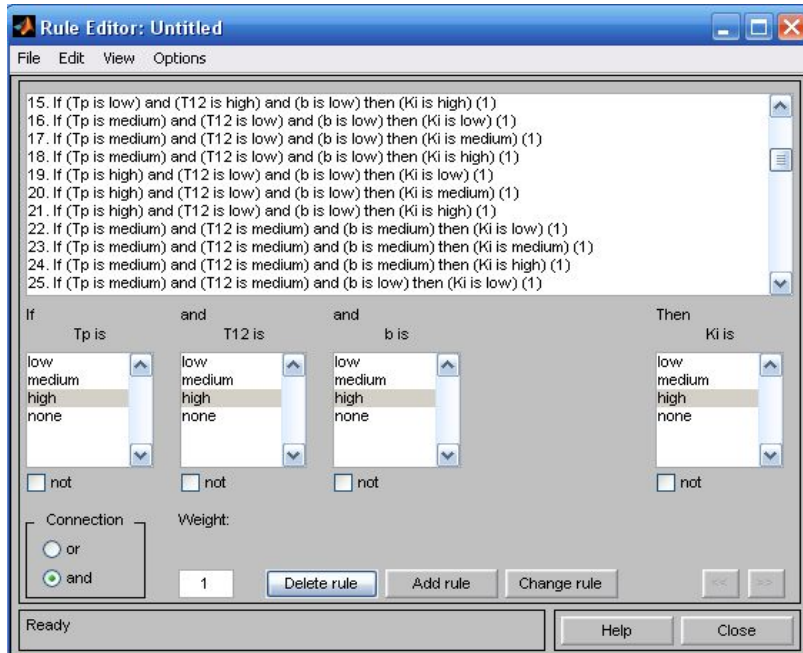 Rule Editor: Untitled
File Edit View Options
15. If (Tp is low) and (T12 is high) and (b is low) then (Ki is high) (1)
16. If (Tp is medium) and (T12 is low) and (b is low) then (Ki is low) (1)
17. If (Tp is medium) and (T12 is low) and (b is low) then (Ki is medium) (1)
18. If (Tp is medium) and (T12 is low) and (b is low) then (Ki is high) (1)
19. If (Tp is high) and (T12 is low) and (b is low) then (Ki is low) (1)
20. If (Tp is high) and (T12 is low) and (b is low) then (Ki is medium) (1)
21. If (Tp is high) and (T12 is low) and (b is low) then (Ki is high) (1)
22. If (Tp is medium) and (T12 is medium) and (b is medium) then (Ki is low) (1)
23. If (Tp is medium) and (T12 is medium) and (b is medium) then (Ki is medium) (1)
24. If (Tp is medium) and (T12 is medium) and (b is medium) then (Ki is high) (1)
25. If (Tp is medium) and (T12 is medium) and (b is low) then (Ki is low) (1)
If and and Then
Tp is T12 is b is Ki is
low low low low
medium medium medium medium
high high high high
none none none none
not not not not
Connection Weight:
or
and 1 Delete rule Add rule Change rule << >>
Ready Help Close